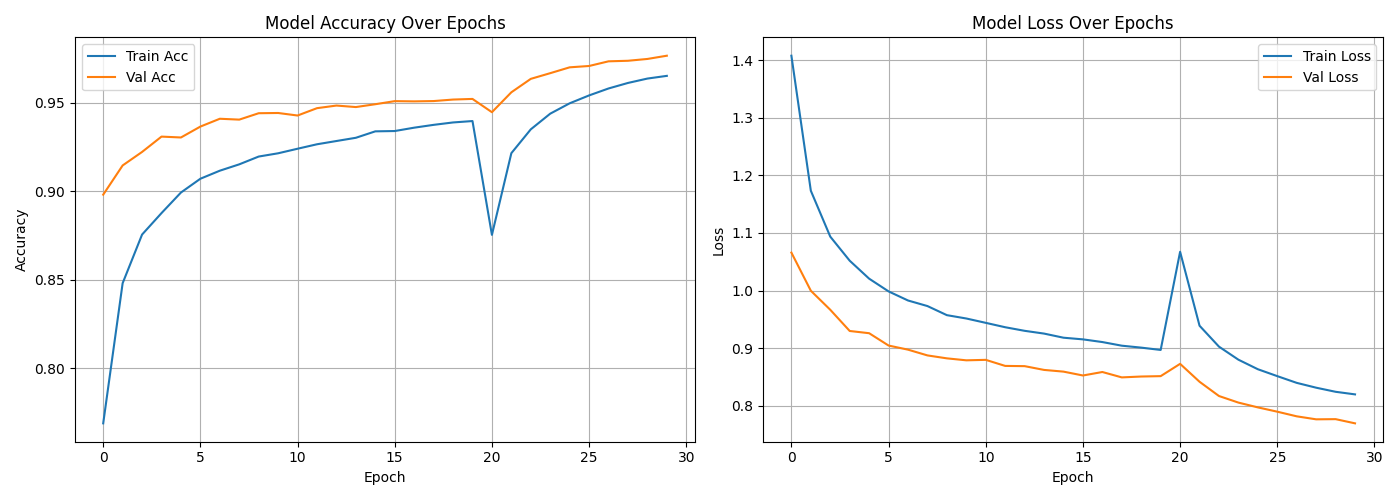 Model Accuracy Over Epochs
Train Acc
Val Acc
0.95
0.90
0.85
0.80
Accuracy
0 5 10 15 20 25 30
Epoch
Model Loss Over Epochs
Train Loss
Val Loss
1.4
1.3
1.2
1.1
1.0
0.9
0.8
Loss
0 5 10 15 20 25 30
Epoch